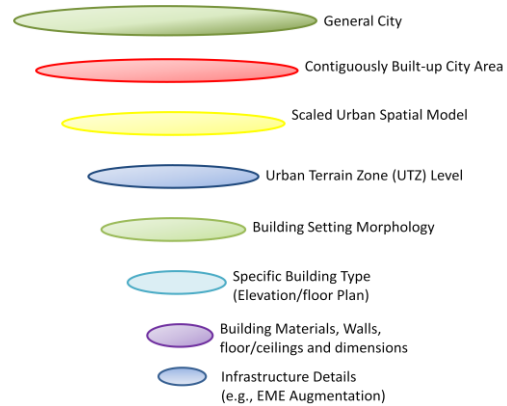 General City
Contiguously Built-up City Area
Scaled Urban Spatial Model
Urban Terrain Zone (UTZ) Level
Building Setting Morphology
Specific Building Type
(Elevation/floor Plan)
Building Materials, Walls,
floor/ceilings and dimensions
Infrastructure Details
(e.g., EME Augmentation)